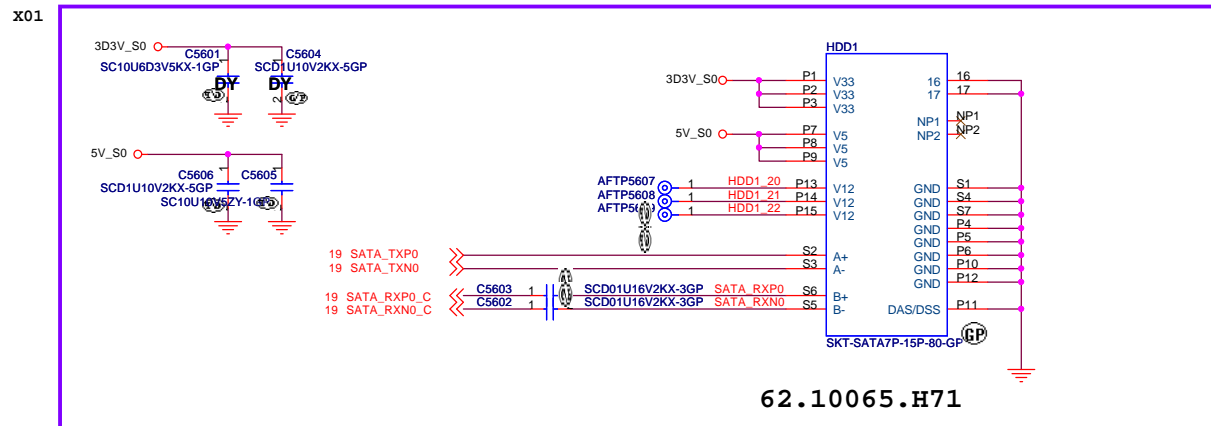 X01
3D3V_S0
C5601
SC10U6D3V5KX-1GP
C5604
SCD1U10V2KX-5GP
1
1
DY
DY
2
5V_S0
C5606
SCD1U10V2KX-5GP
C5605
1
1
HDD1
3D3V_S0
P1
P2
P3
V33
V33
V33
5V_S0
P7
P8
P9
V5
V5
V5
AFTP5607 1 HDD1_20 P13 V12
AFTP5608 1 HDD1_21 P14 V12
1 HDD1_22 P15 V12
19 SATA_TXP0 S2 A+
19 SATA_TXN0 S3 A-
19 SATA_RXP0_C C5603 1 SCD01U16V2KX-3GP SATA_RXP0 S6 B+
19 SATA_RXN0_C C5602 1 SCD01U16V2KX-3GP SATA_RXN0 S5 B-
16 16
17 17
NP1 NP1
NP2 NP2
GND S1
GND S4
GND S7
GND P4
GND P5
GND P6
GND P10
GND P12
DAS/DSS P11
SKT-SATA7P-15P-80-GP
GP
62.10065.H71